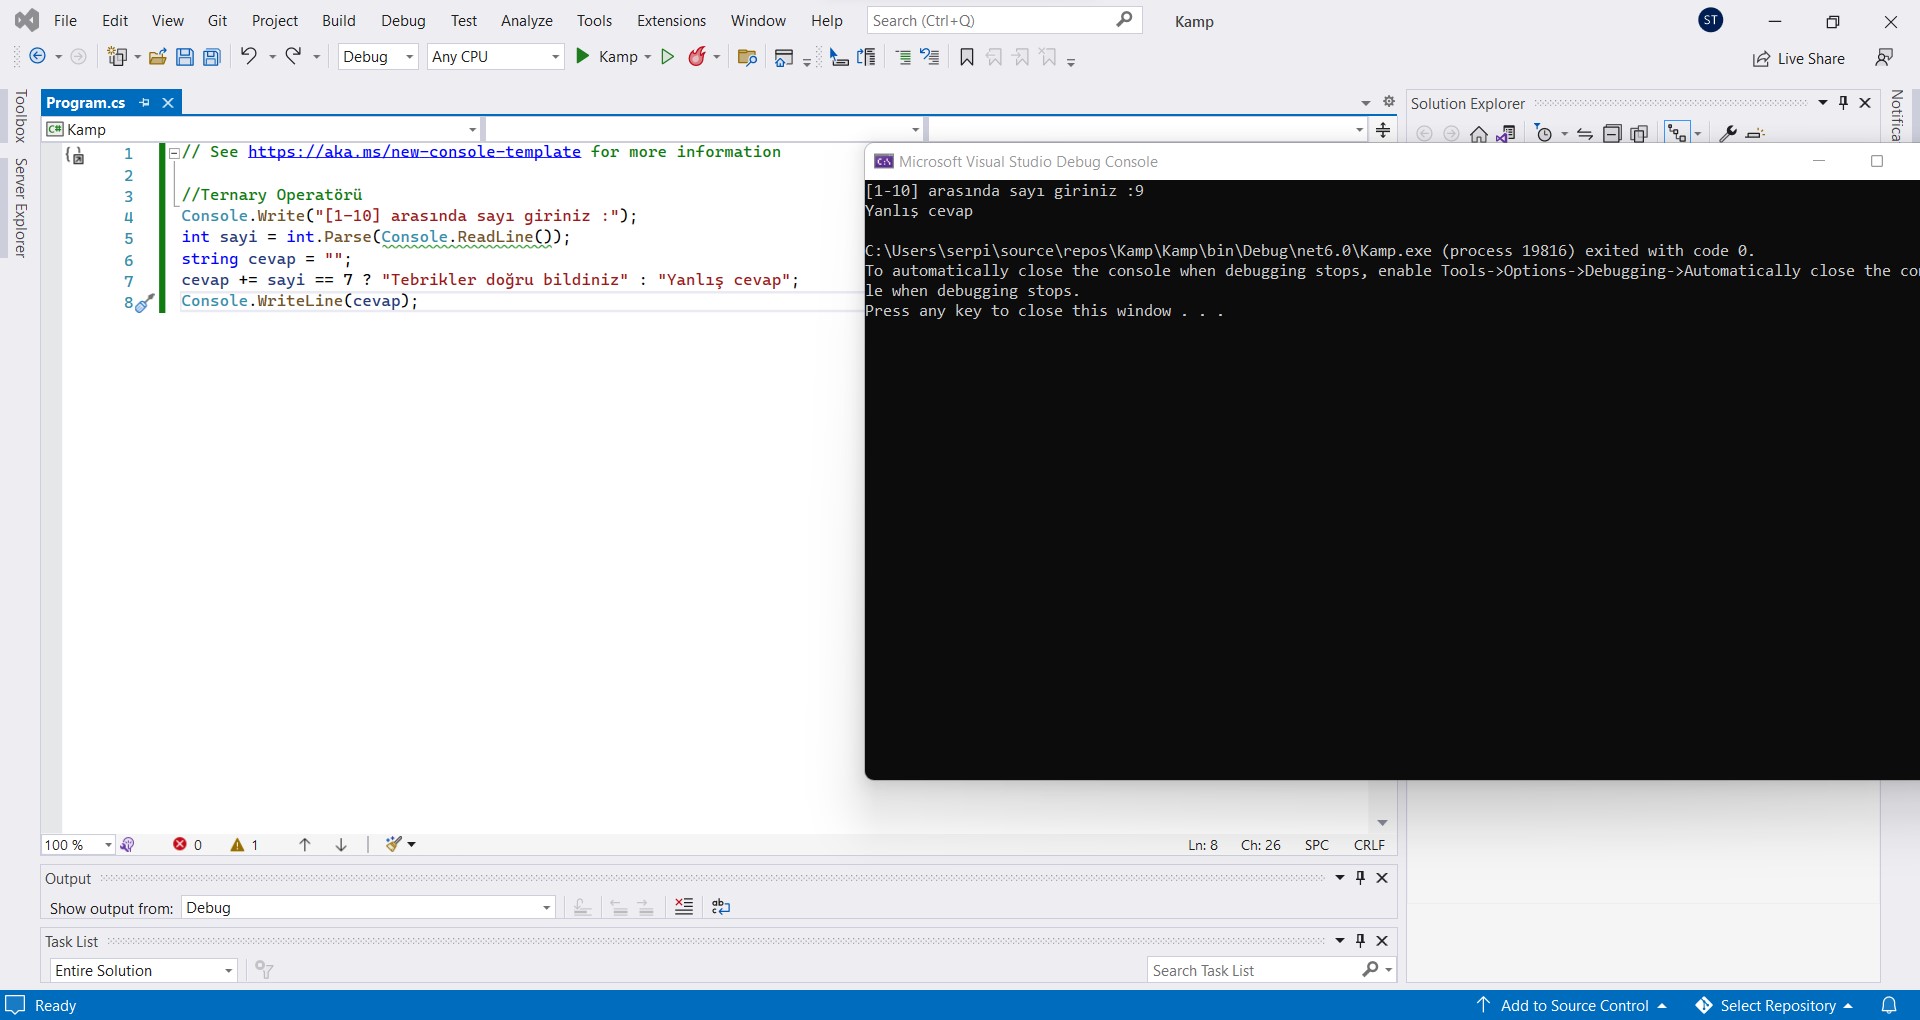 File Edit View Git Project Build Debug Test Analyze Tools Extensions Window Help Search (Ctrl+Q) Kamp ST
Debug Any CPU Kamp Live Share
Toolbox
Server Explorer
Program.cs
Kamp
Solution Explorer
1 // See https://aka.ms/new-console-template for more information
2
3 //Ternary Operatörü
4 Console.Write("[1-10] arasında sayı giriniz :");
5 int sayi = int.Parse(Console.ReadLine());
6 string cevap = "";
7 cevap += sayi == 7 ? "Tebrikler doğru bildiniz" : "Yanlış cevap";
8 Console.WriteLine(cevap);
Microsoft Visual Studio Debug Console
[1-10] arasında sayı giriniz :9
Yanlış cevap
C:\Users\serpi\source\repos\Kamp\Kamp\bin\Debug\net6.0\Kamp.exe (process 19816) exited with code 0.
To automatically close the console when debugging stops, enable Tools->Options->Debugging->Automatically close the co
le when debugging stops.
Press any key to close this window . . .
100 % 0 1 Ln: 8 Ch: 26 SPC CRLF
Output
Show output from: Debug
Task List
Entire Solution Search Task List
Ready Add to Source Control Select Repository